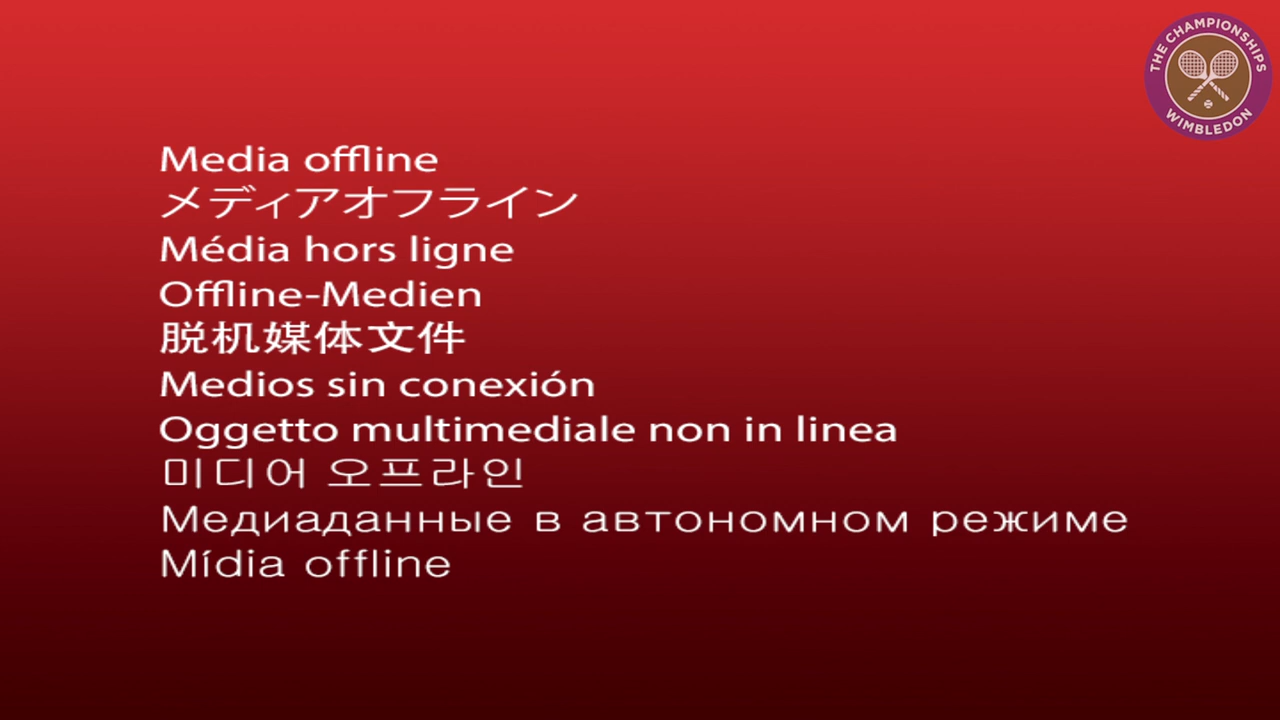 THE CHAMPIONSHIPS
WIMBLEDON
Media offline
メディアオフライン
Média hors ligne
Offline-Medien
脱机媒体文件
Medios sin conexión
Oggetto multimediale non in linea
미디어 오프라인
Медиаданные в автономном режиме
Mídia offline